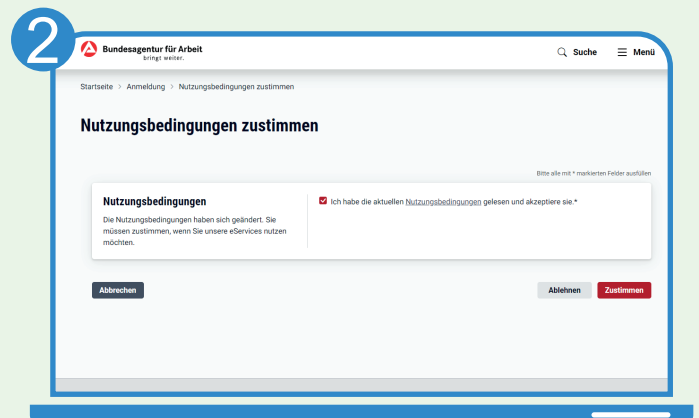 2
Bundesagentur für Arbeit
bringt weiter.
Suche
Menü
Startseite > Anmeldung > Nutzungsbedingungen zustimmen
Nutzungsbedingungen zustimmen
Bitte alle mit * markierten Felder ausfüllen
Nutzungsbedingungen
Die Nutzungsbedingungen haben sich geändert. Sie
müssen zustimmen, wenn Sie unsere eServices nutzen
möchten.
Ich habe die aktuellen Nutzungsbedingungen gelesen und akzeptiere sie.*
Abbrechen
Ablehnen
Zustimmen